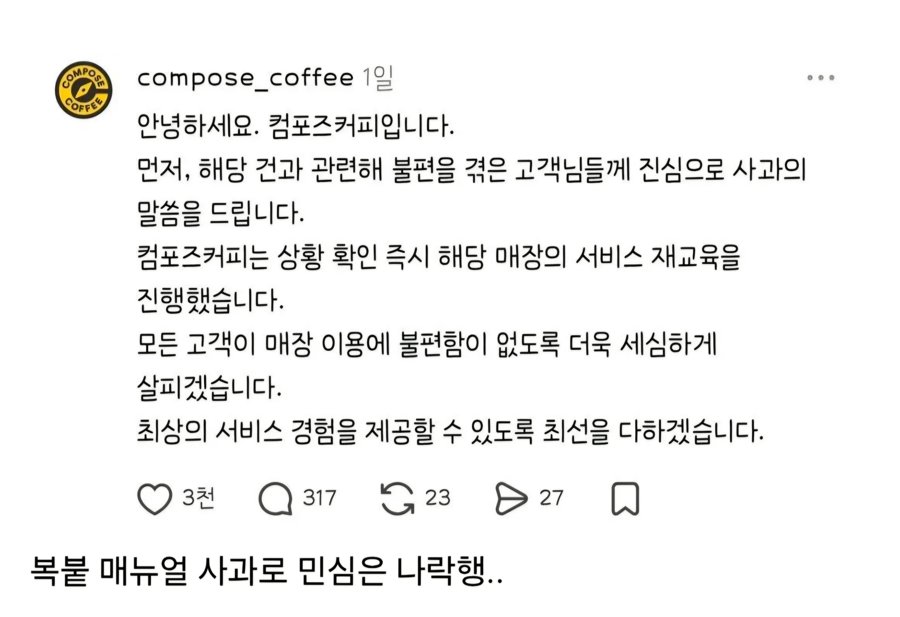 COMPOSE COFFEE
compose_coffee 1일
안녕하세요. 컴포즈커피입니다.
먼저, 해당 건과 관련해 불편을 겪은 고객님들께 진심으로 사과의
말씀을 드립니다.
컴포즈커피는 상황 확인 즉시 해당 매장의 서비스 재교육을
진행했습니다.
모든 고객이 매장 이용에 불편함이 없도록 더욱 세심하게
살피겠습니다.
최상의 서비스 경험을 제공할 수 있도록 최선을 다하겠습니다.
3천 317 23 27
복붙 매뉴얼 사과로 민심은 나락행..